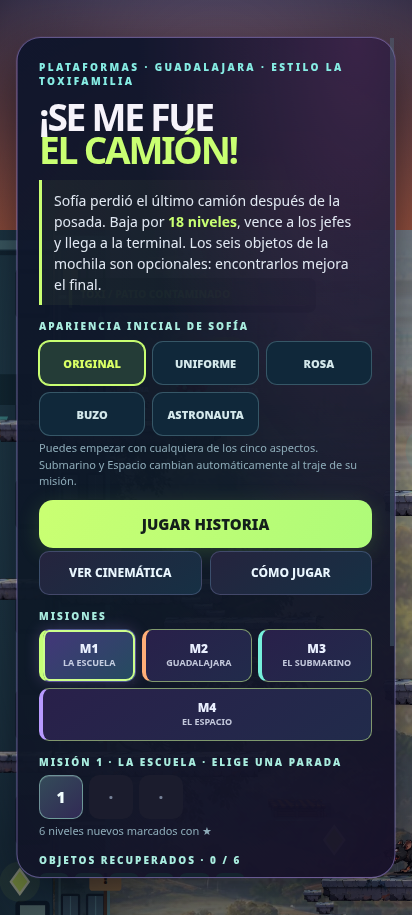 PLATAFORMAS · GUADALAJARA · ESTILO LA
TOXIFAMILIA
¡SE ME FUE
EL CAMIÓN!
Sofía perdió el último camión después de la
posada. Baja por 18 niveles, vence a los jefes
y llega a la terminal. Los seis objetos de la
mochila son opcionales: encontrarlos mejora
el final.
APARIENCIA INICIAL DE SOFÍA
ORIGINAL
UNIFORME
ROSA
BUZO
ASTRONAUTA
Puedes empezar con cualquiera de los cinco aspectos.
Submarino y Espacio cambian automáticamente al traje de su
misión.
JUGAR HISTORIA
VER CINEMÁTICA
CÓMO JUGAR
MISIONES
M1
LA ESCUELA
M2
GUADALAJARA
M3
EL SUBMARINO
M4
EL ESPACIO
MISIÓN 1 · LA ESCUELA · ELIGE UNA PARADA
1
·
·
6 niveles nuevos marcados con ★
OBJETOS RECUPERADOS · 0 / 6